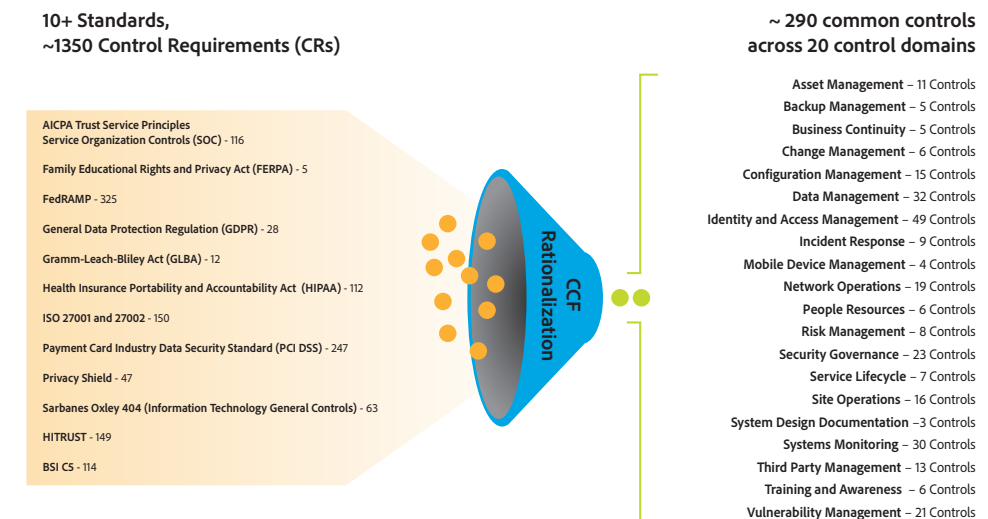 10+ Standards,
~1350 Control Requirements (CRs)
AICPA Trust Service Principles
Service Organization Controls (SOC) - 116
Family Educational Rights and Privacy Act (FERPA) - 5
FedRAMP - 325
General Data Protection Regulation (GDPR) - 28
Gramm-Leach-Bliley Act (GLBA) - 12
Health Insurance Portability and Accountability Act (HIPAA) - 112
ISO 27001 and 27002 - 150
Payment Card Industry Data Security Standard (PCI DSS) - 247
Privacy Shield - 47
Sarbanes Oxley 404 (Information Technology General Controls) - 63
HITRUST - 149
BSI C5 - 114
CCF
Rationalization
~ 290 common controls
across 20 control domains
Asset Management – 11 Controls
Backup Management – 5 Controls
Business Continuity – 5 Controls
Change Management – 6 Controls
Configuration Management – 15 Controls
Data Management – 32 Controls
Identity and Access Management – 49 Controls
Incident Response – 9 Controls
Mobile Device Management – 4 Controls
Network Operations – 19 Controls
People Resources – 6 Controls
Risk Management – 8 Controls
Security Governance – 23 Controls
Service Lifecycle – 7 Controls
Site Operations – 16 Controls
System Design Documentation –3 Controls
Systems Monitoring – 30 Controls
Third Party Management – 13 Controls
Training and Awareness – 6 Controls
Vulnerability Management – 21 Controls